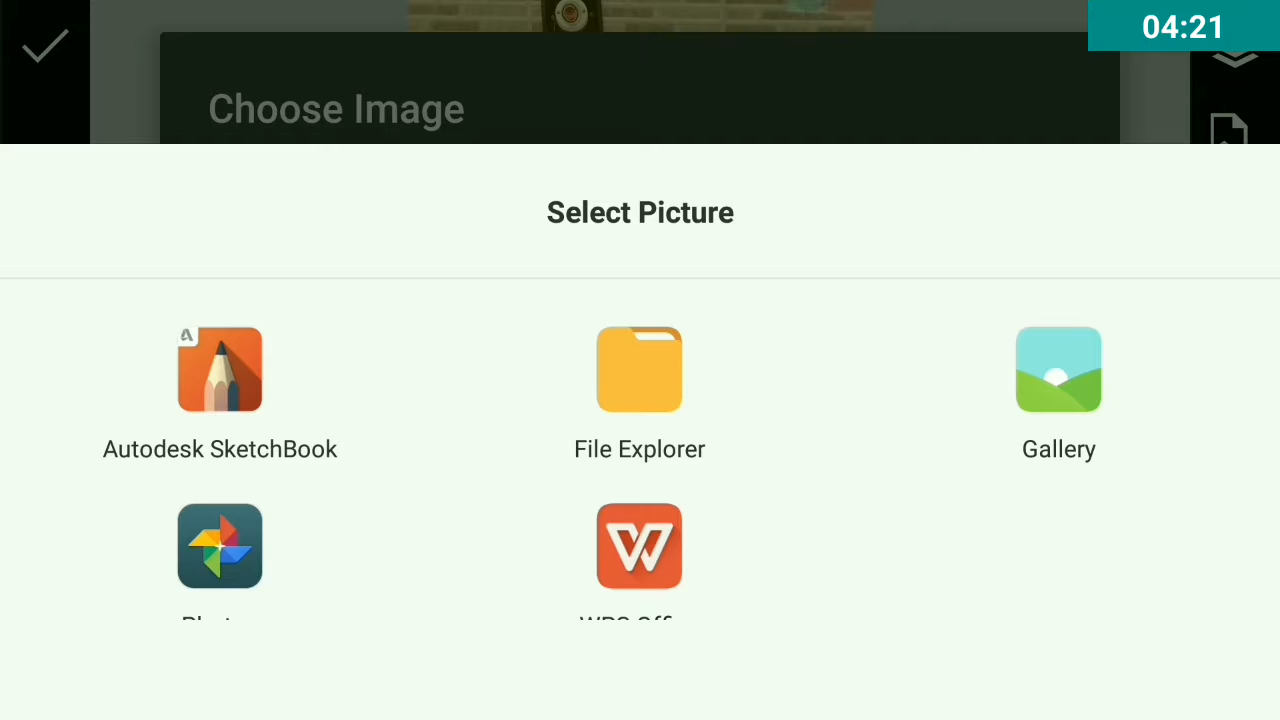 04:21
Choose Image
Select Picture
Autodesk SketchBook
File Explorer
Gallery